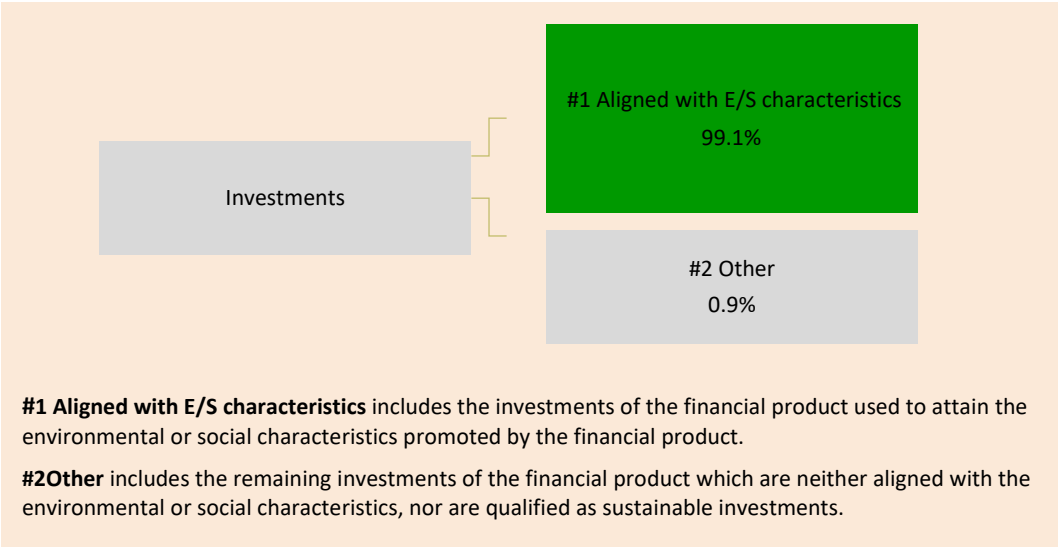 #1 Aligned with E/S characteristics
99.1%
Investments
#2 Other
0.9%
#1 Aligned with E/S characteristics includes the investments of the financial product used to attain the
environmental or social characteristics promoted by the financial product.
#2Other includes the remaining investments of the financial product which are neither aligned with the
environmental or social characteristics, nor are qualified as sustainable investments.